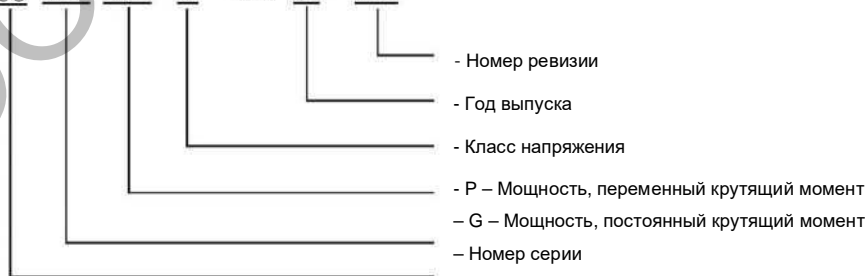 - Номер ревизии
- Год выпуска
- Класс напряжения
- P – Мощность, переменный крутящий момент
– G – Мощность, постоянный крутящий момент
– Номер серии